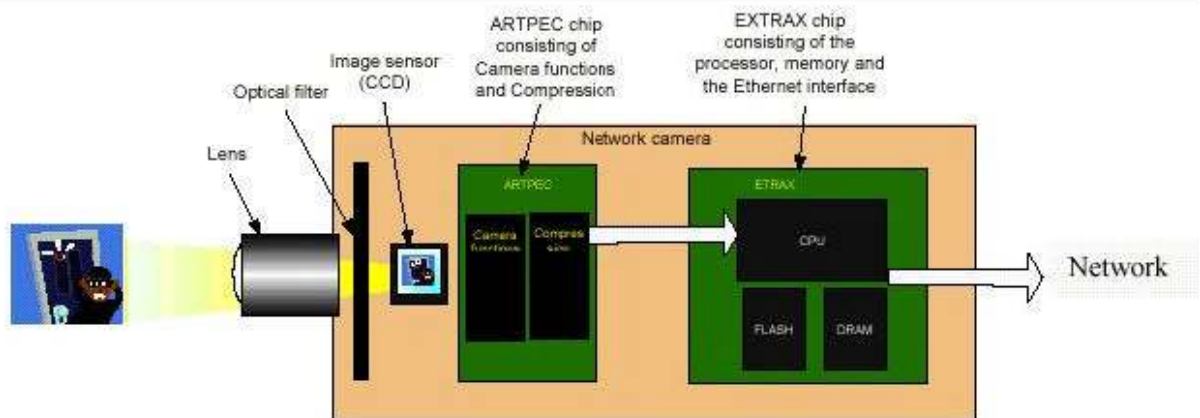 ARTPEC chip
consisting of
Camera functions
and Compression
EXTRAX chip
consisting of the
processor, memory and
the Ethernet interface
Image sensor
(CCD)
Optical filter
Lens
Network camera
ARTPEC
Camera
functions
Compres
sion
ETRAX
CPU
FLASH
DRAM
Network